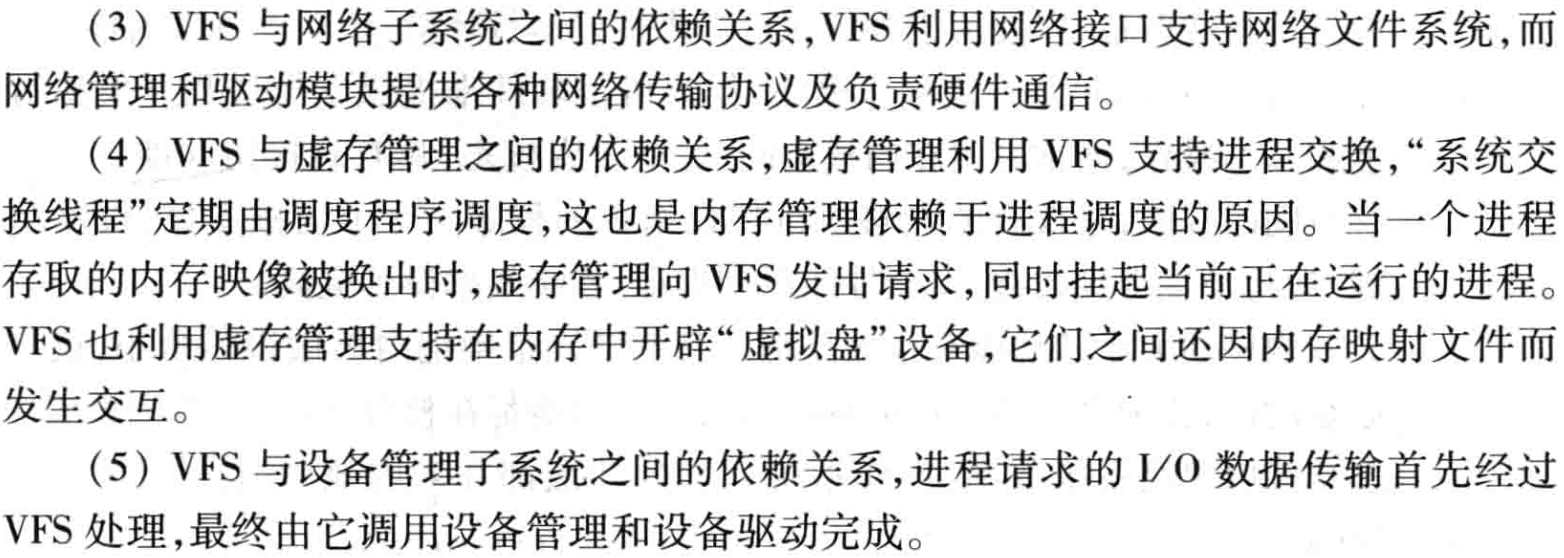 (3) VFS 与网络子系统之间的依赖关系,VFS 利用网络接口支持网络文件系统,而
网络管理和驱动模块提供各种网络传输协议及负责硬件通信。
(4) VFS 与虚存管理之间的依赖关系,虚存管理利用 VFS 支持进程交换,“系统交
换线程”定期由调度程序调度,这也是内存管理依赖于进程调度的原因。当一个进程
存取的内存映像被换出时,虚存管理向 VFS 发出请求,同时挂起当前正在运行的进程。
VFS 也利用虚存管理支持在内存中开辟“虚拟盘”设备,它们之间还因内存映射文件而
发生交互。
(5) VFS 与设备管理子系统之间的依赖关系,进程请求的 I/O 数据传输首先经过
VFS 处理,最终由它调用设备管理和设备驱动完成。